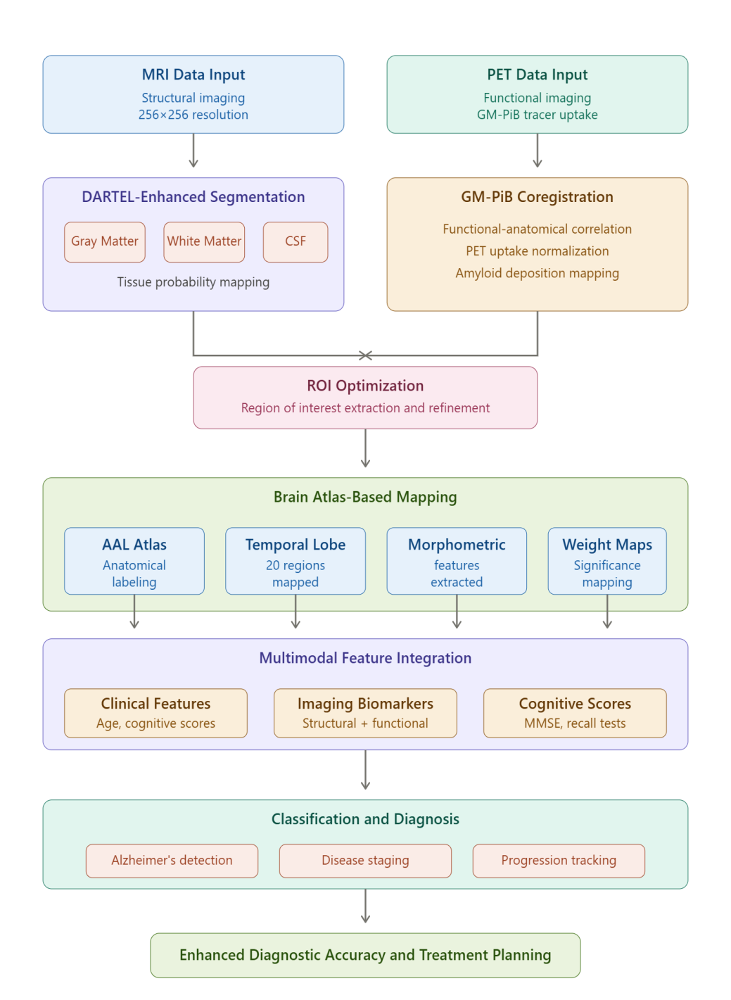 MRI Data Input
Structural imaging
256×256 resolution
PET Data Input
Functional imaging
GM-PiB tracer uptake
DARTEL-Enhanced Segmentation
Gray Matter
White Matter
CSF
Tissue probability mapping
GM-PiB Coregistration
Functional-anatomical correlation
PET uptake normalization
Amyloid deposition mapping
ROI Optimization
Region of interest extraction and refinement
Brain Atlas-Based Mapping
AAL Atlas
Anatomical
labeling
Temporal Lobe
20 regions
mapped
Morphometric
features
extracted
Weight Maps
Significance
mapping
Multimodal Feature Integration
Clinical Features
Age, cognitive scores
Imaging Biomarkers
Structural + functional
Cognitive Scores
MMSE, recall tests
Classification and Diagnosis
Alzheimer's detection
Disease staging
Progression tracking
Enhanced Diagnostic Accuracy and Treatment Planning